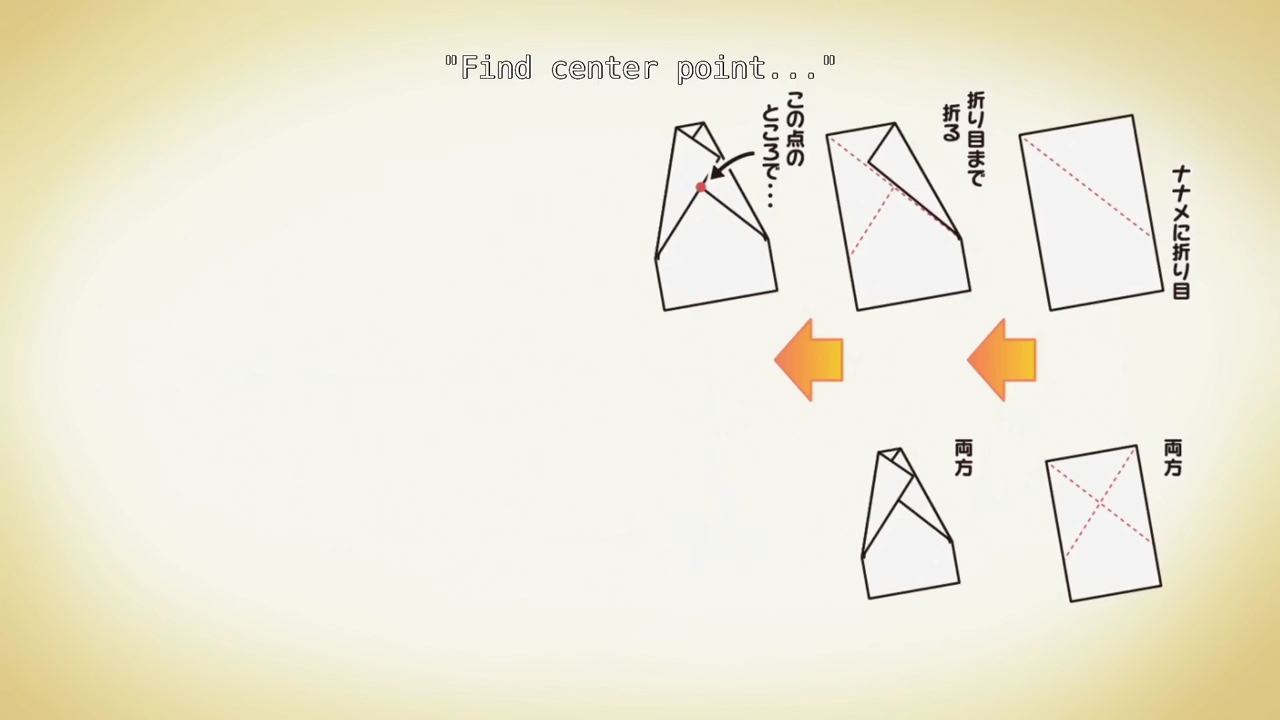 "Find center point..."
ナナメに折り目
折り目まで
折る
この点の
ところで…
両方
両方